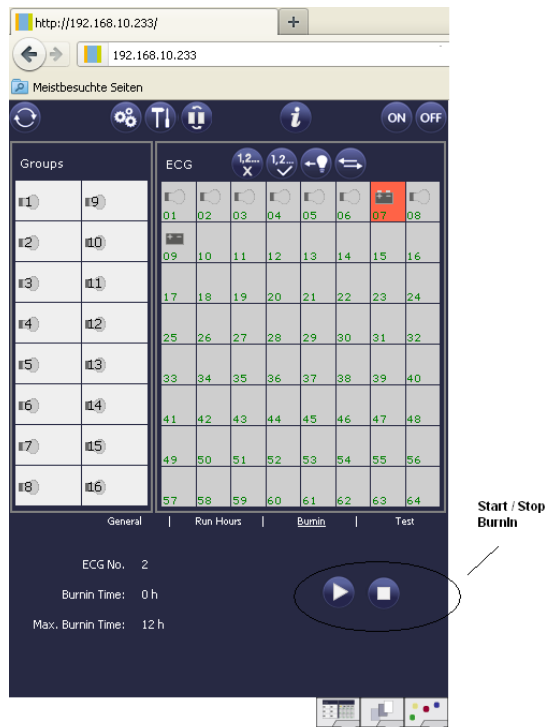 http://192.168.10.233/
+
192.168.10.233
Meistbesuchte Seiten
i ON OFF
Groups
ECG 1,2... X 1,2...
1 9
01 02 03 04 05 06 07 08
2 10
09 10 11 12 13 14 15 16
3 11
17 18 19 20 21 22 23 24
4 12
25 26 27 28 29 30 31 32
5 13
33 34 35 36 37 38 39 40
6 14
41 42 43 44 45 46 47 48
7 15
49 50 51 52 53 54 55 56
8 16
57 58 59 60 61 62 63 64
General | Run Hours | Burnin | Test
Start / Stop
BurnIn
ECG No. 2
Burnin Time: 0 h
Max. Burnin Time: 12 h